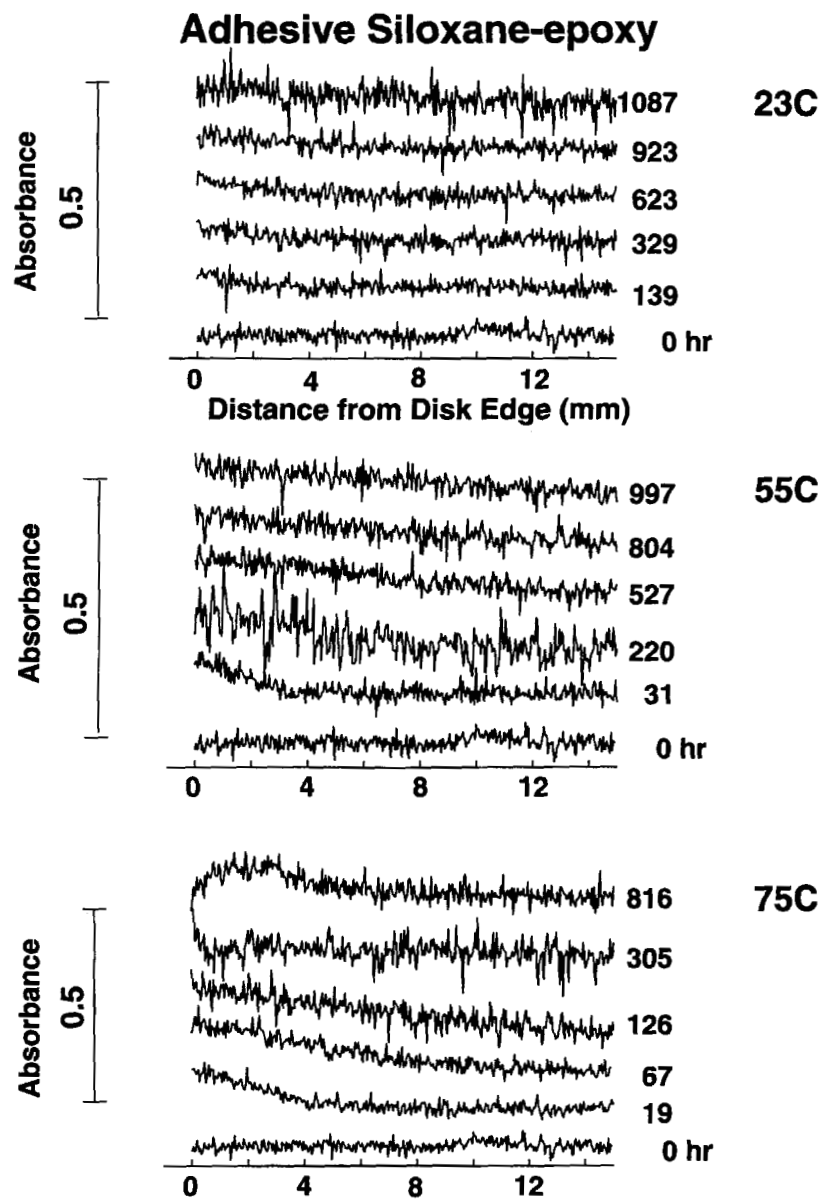 Adhesive Siloxane-epoxy
1087
23C
923
623
329
139
0 hr
Absorbance
0.5
0 4 8 12
Distance from Disk Edge (mm)
997
55C
804
527
220
31
0 hr
Absorbance
0.5
0 4 8 12
816
75C
305
126
67
19
0 hr
Absorbance
0.5
0 4 8 12